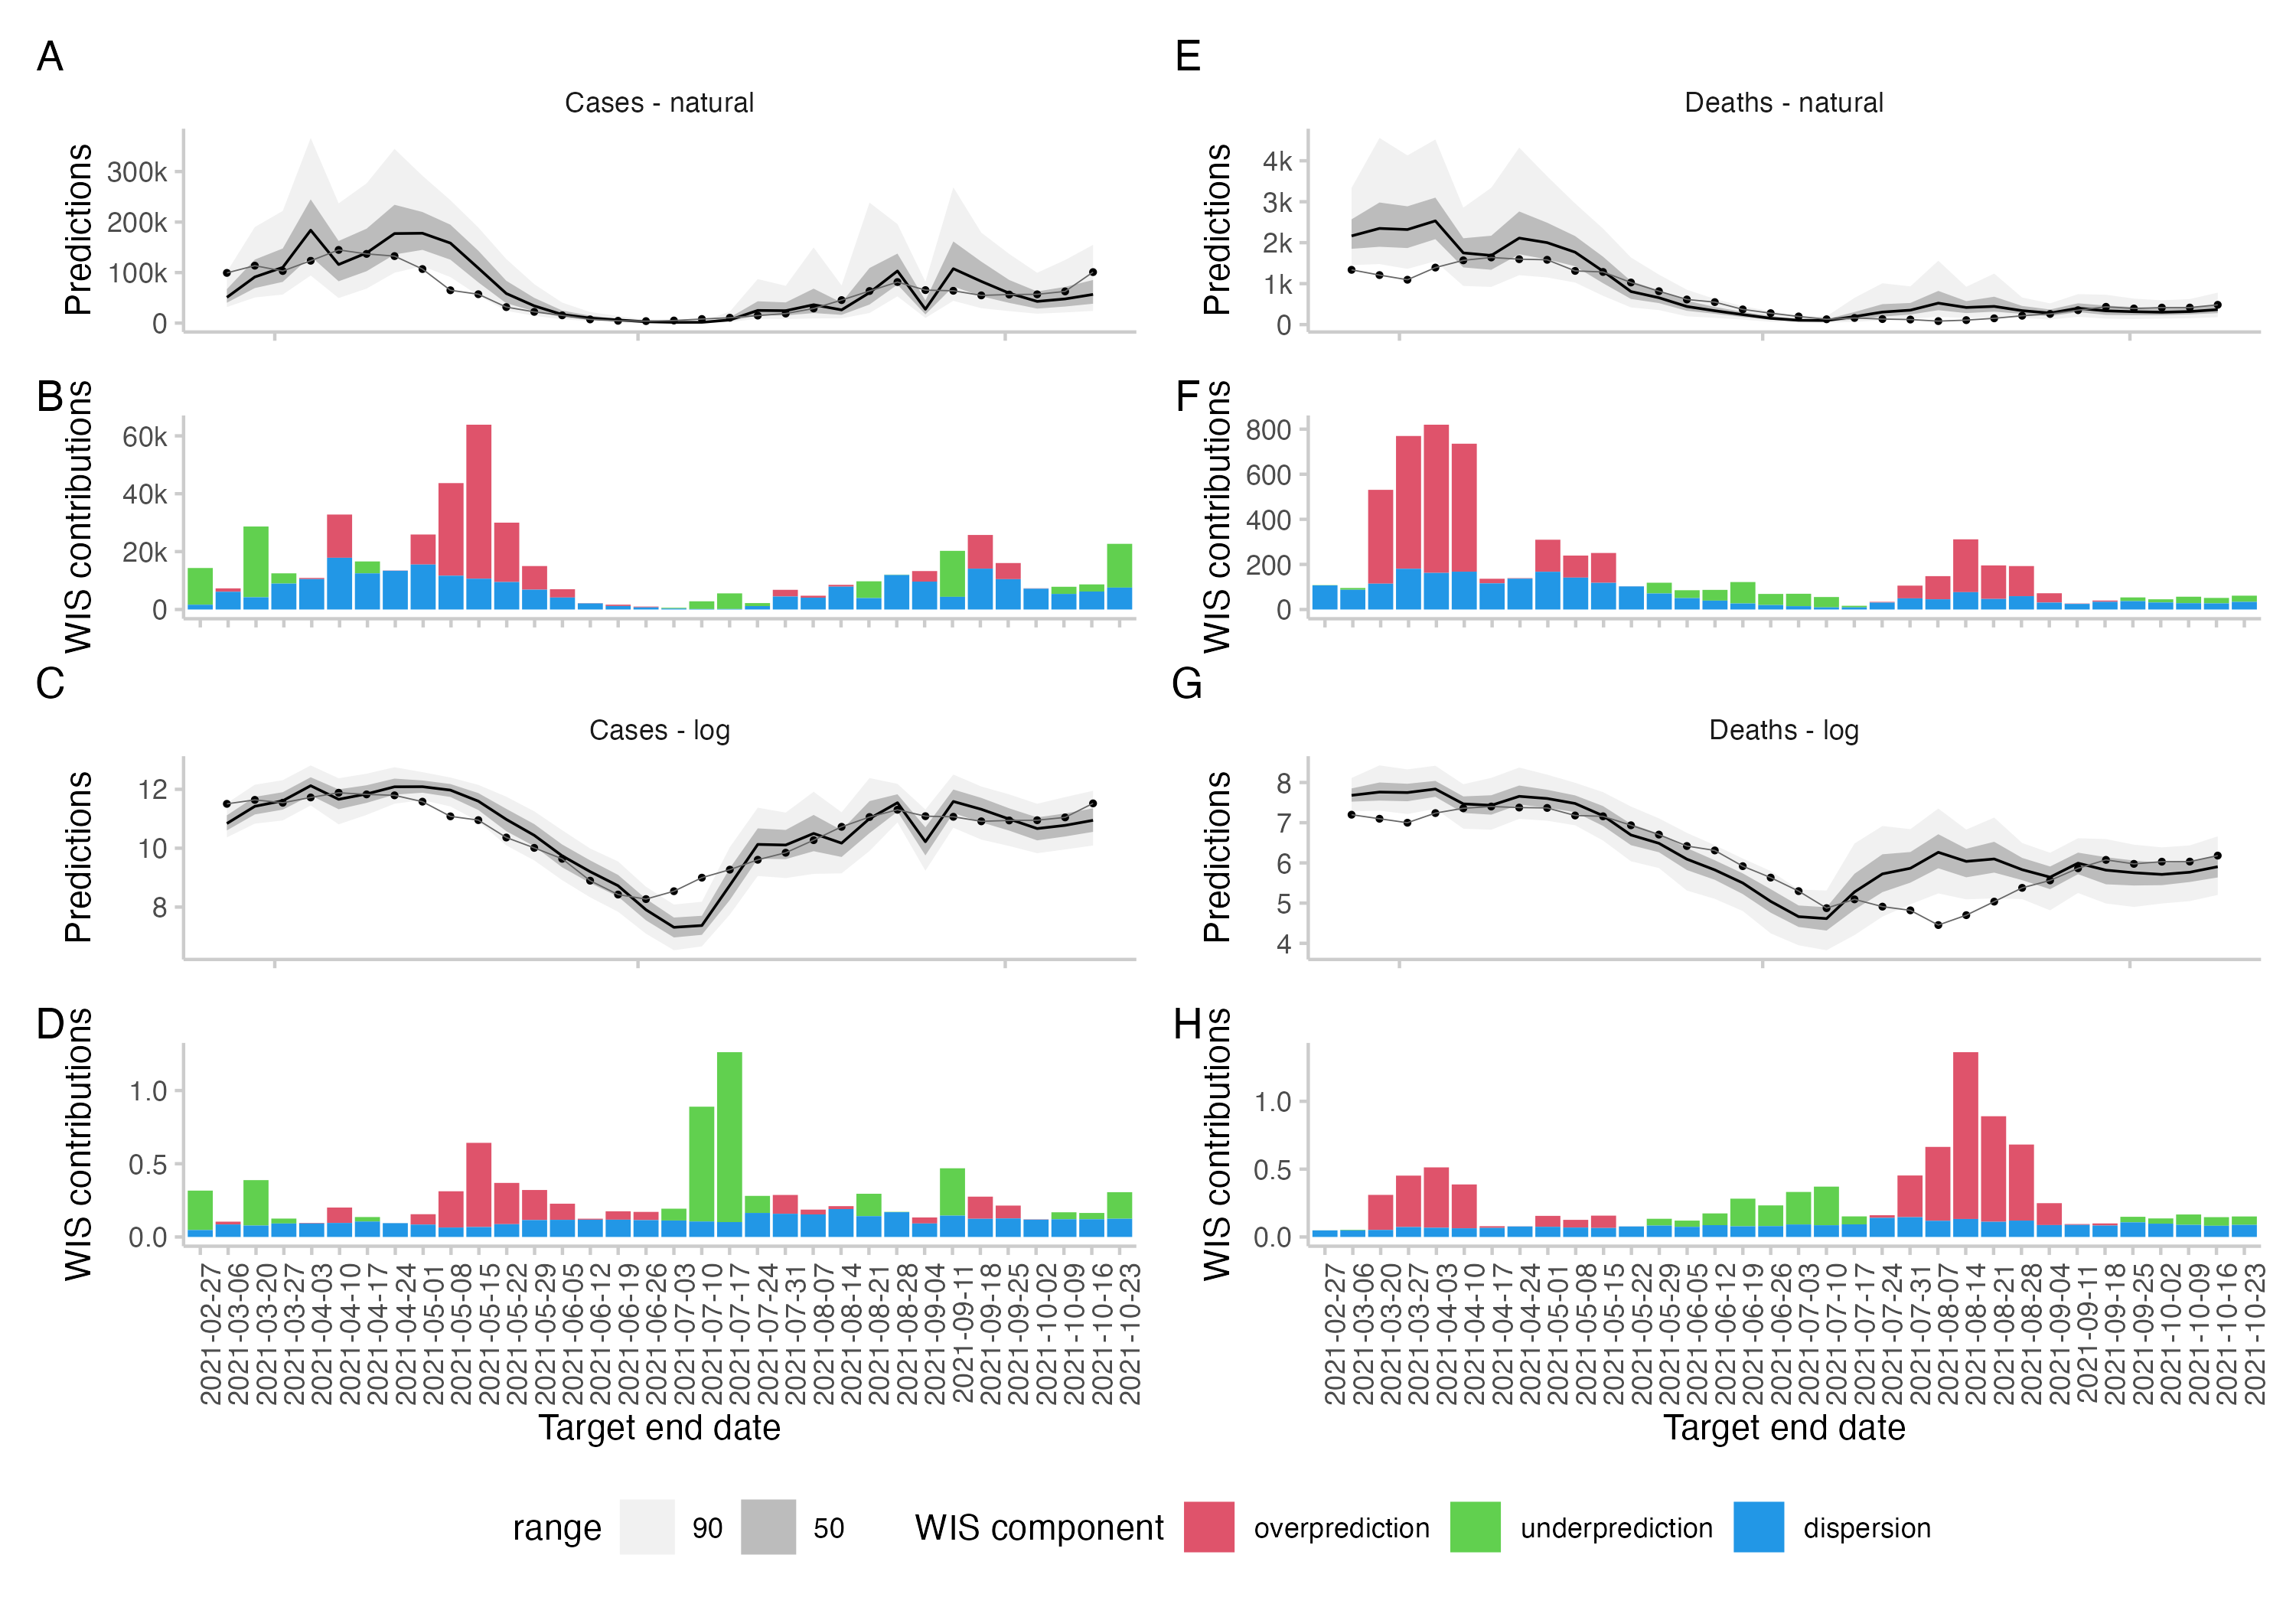 A
Cases - natural
Predictions
300k
200k
100k
0
B
WIS contributions
60k
40k
20k
0
C
Cases - log
Predictions
12
10
8
D
WIS contributions
1.0
0.5
0.0
2021-02-27
2021-03-06
2021-03-20
2021-03-27
2021-04-03
2021-04-10
2021-04-17
2021-04-24
2021-05-01
2021-05-08
2021-05-15
2021-05-22
2021-05-29
2021-06-05
2021-06-12
2021-06-19
2021-06-26
2021-07-03
2021-07-10
2021-07-17
2021-07-24
2021-07-31
2021-08-07
2021-08-14
2021-08-21
2021-08-28
2021-09-04
2021-09-11
2021-09-18
2021-09-25
2021-10-02
2021-10-09
2021-10-16
2021-10-23
Target end date
E
Deaths - natural
Predictions
4k
3k
2k
1k
0
F
WIS contributions
800
600
400
200
0
G
Deaths - log
Predictions
8
7
6
5
4
H
WIS contributions
1.0
0.5
0.0
2021-02-27
2021-03-06
2021-03-20
2021-03-27
2021-04-03
2021-04-10
2021-04-17
2021-04-24
2021-05-01
2021-05-08
2021-05-15
2021-05-22
2021-05-29
2021-06-05
2021-06-12
2021-06-19
2021-06-26
2021-07-03
2021-07-10
2021-07-17
2021-07-24
2021-07-31
2021-08-07
2021-08-14
2021-08-21
2021-08-28
2021-09-04
2021-09-11
2021-09-18
2021-09-25
2021-10-02
2021-10-09
2021-10-16
2021-10-23
Target end date
range 90 50 WIS component overprediction underprediction dispersion